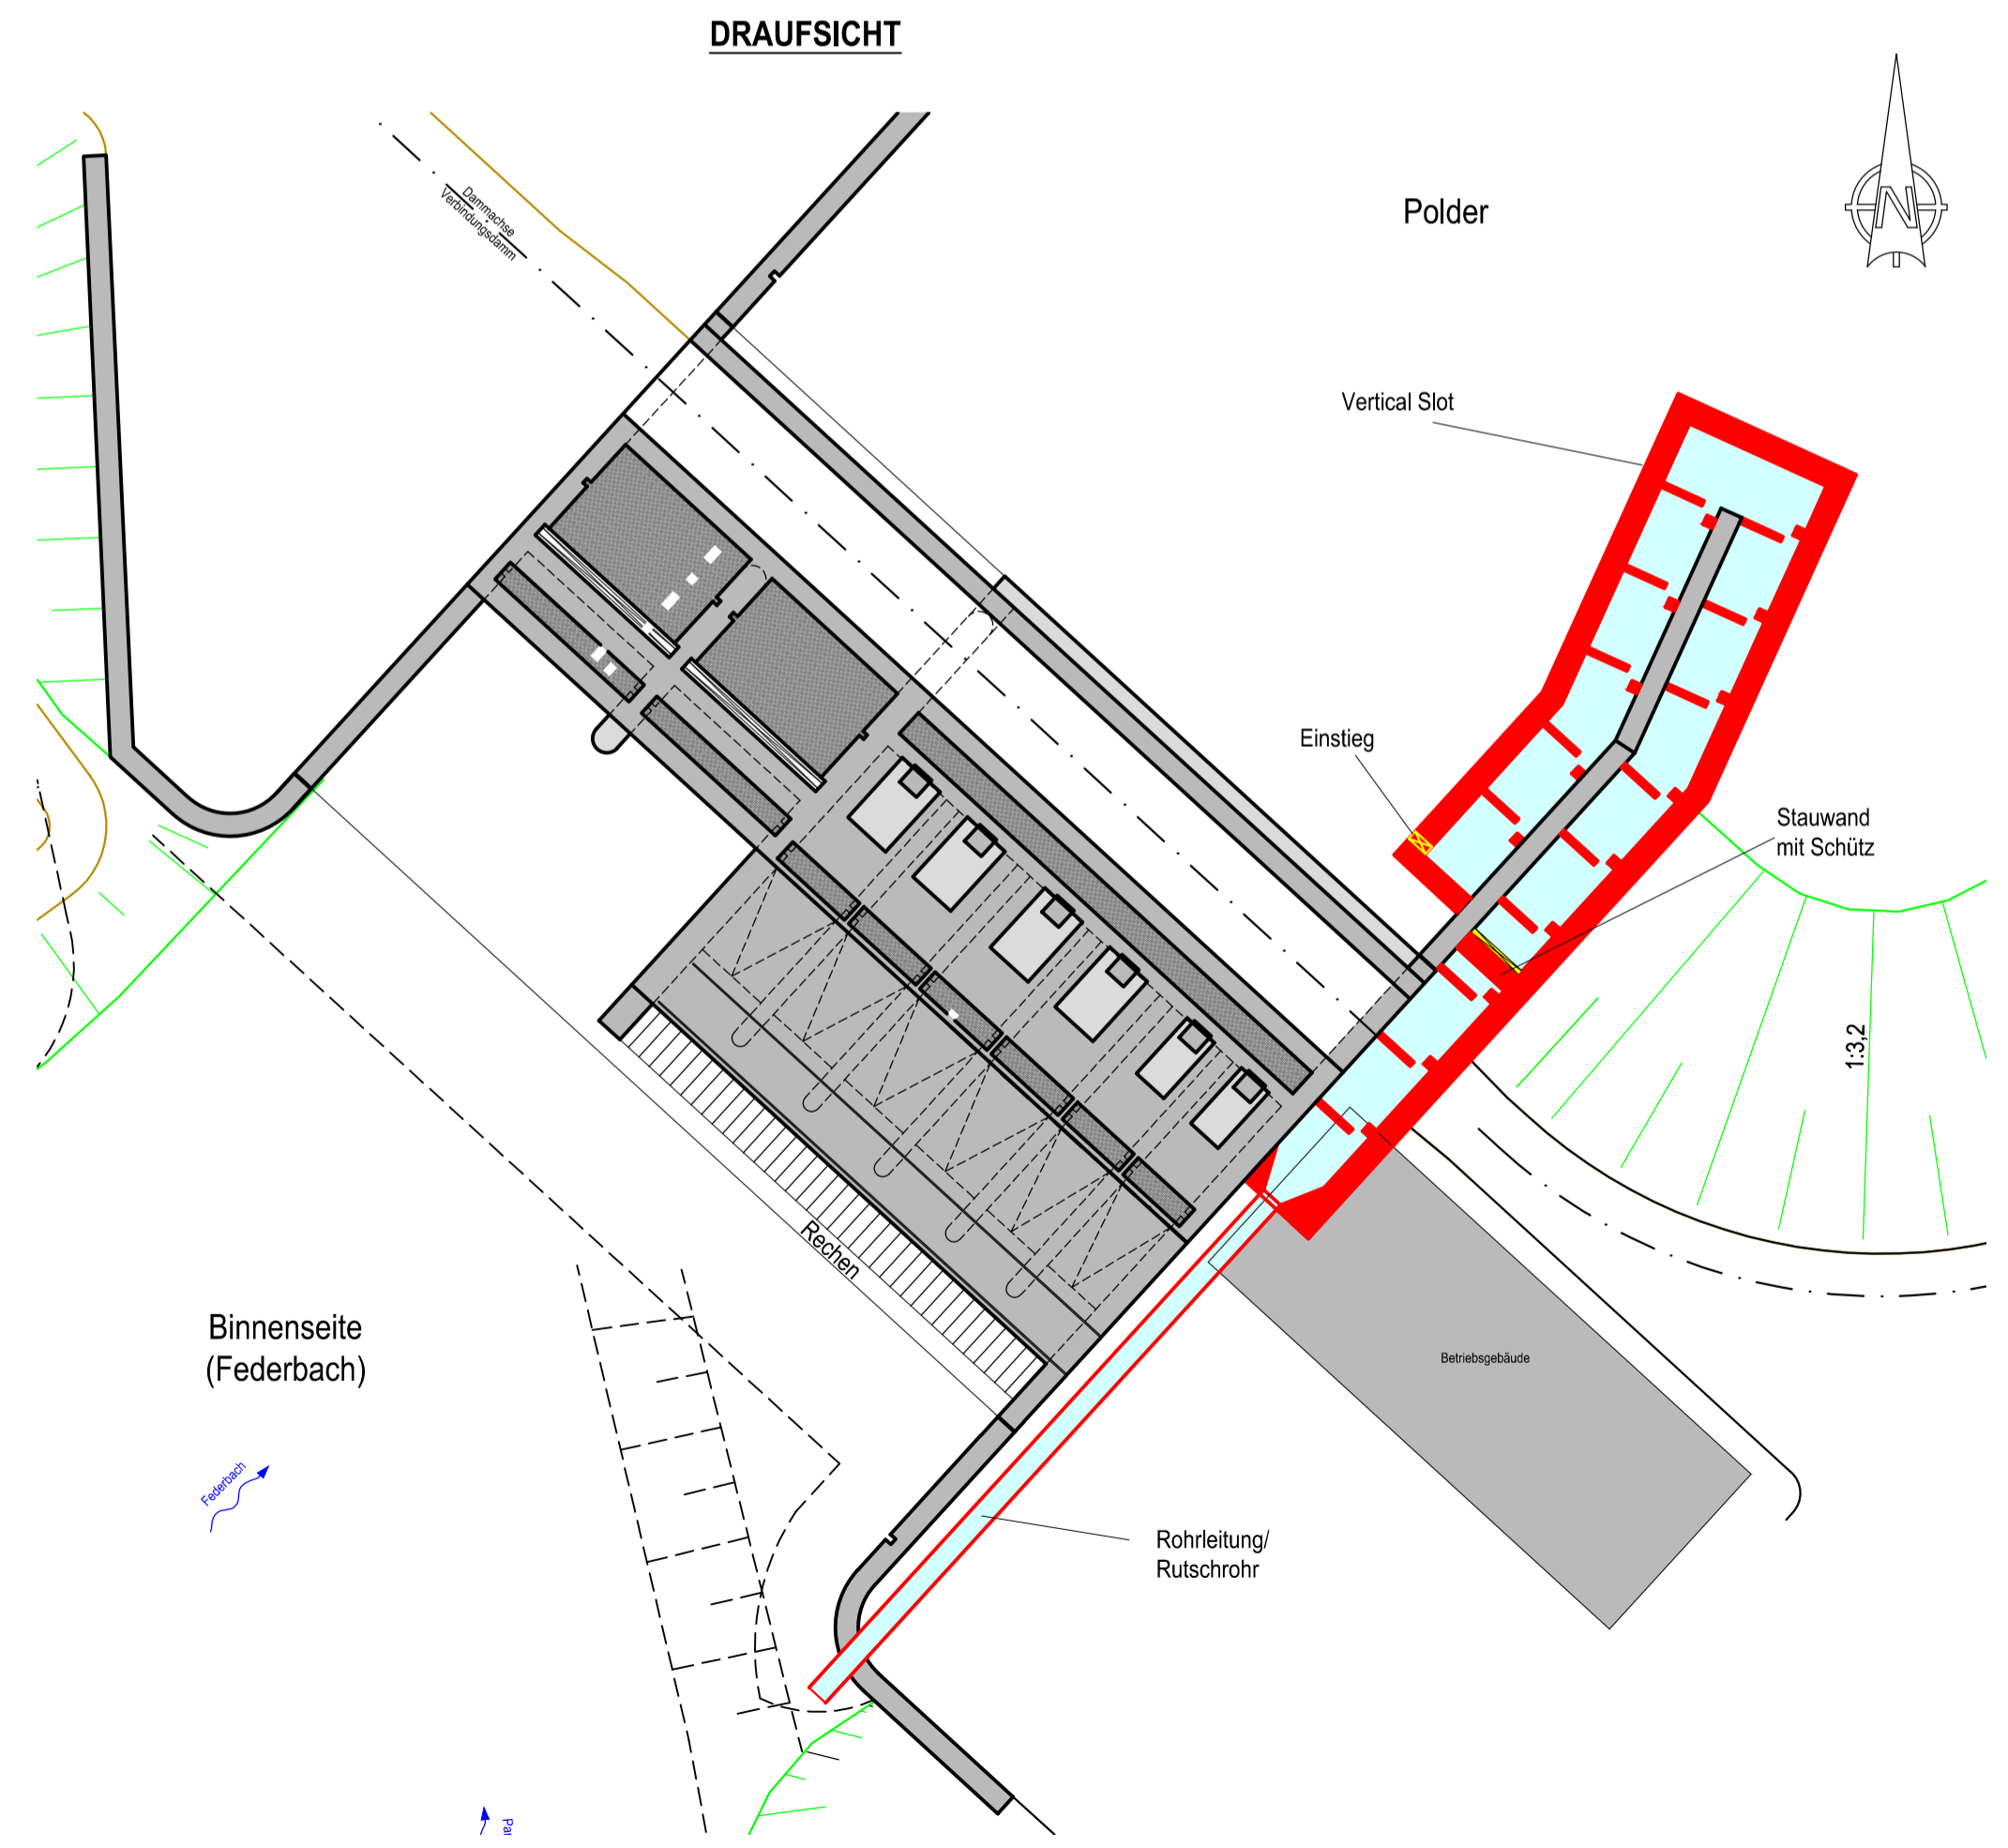 DRAUFSICHT
N
Dammachse
Verbindungsdamm
Polder
Vertical Slot
Einstieg
Stauwand
mit Schütz
1:3,2
Rechen
Binnenseite
(Federbach)
Betriebsgebäude
Federbach
Rohrleitung/
Rutschrohr